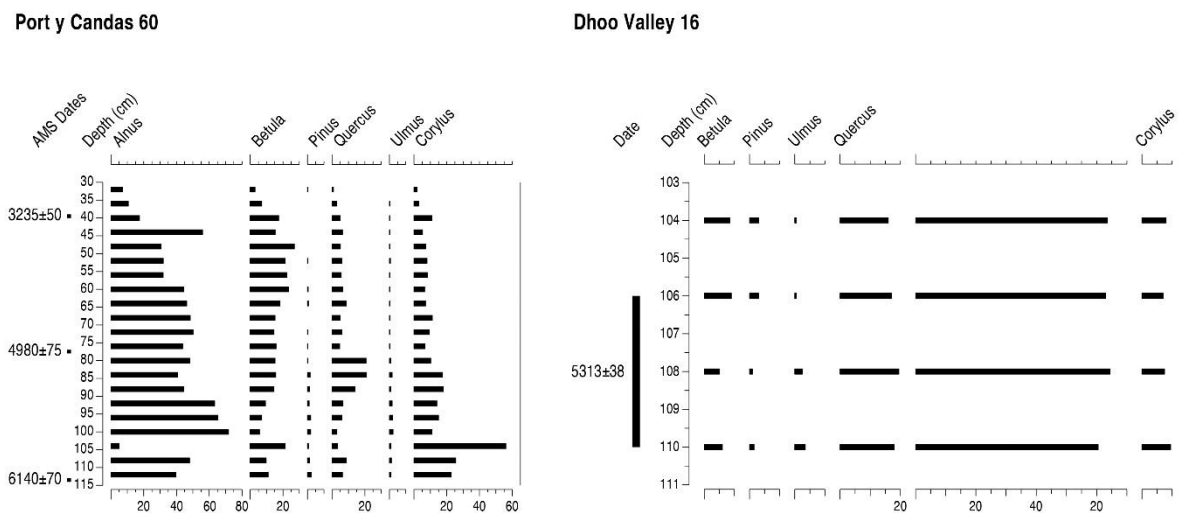 Port y Candas 60
Dhoo Valley 16
AMS Dates
Depth (cm)
Alnus
Betula
Pinus
Quercus
Ulmus
Corylus
30
35
3235±50
40
45
50
55
60
65
70
75
4980±75
80
85
90
95
100
105
110
6140±70
115
20 40 60 80 20 20 20 40 60
Date
Depth (cm)
Betula
Pinus
Ulmus
Quercus
Corylus
103
104
105
106
107
5313±38
108
109
110
111
20 20 40 20